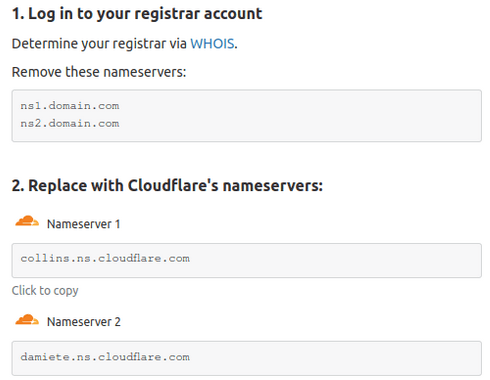 1. Log in to your registrar account
Determine your registrar via WHOIS.
Remove these nameservers:
ns1.domain.com
ns2.domain.com
2. Replace with Cloudflare's nameservers:
Nameserver 1
collins.ns.cloudflare.com
Click to copy
Nameserver 2
damiete.ns.cloudflare.com